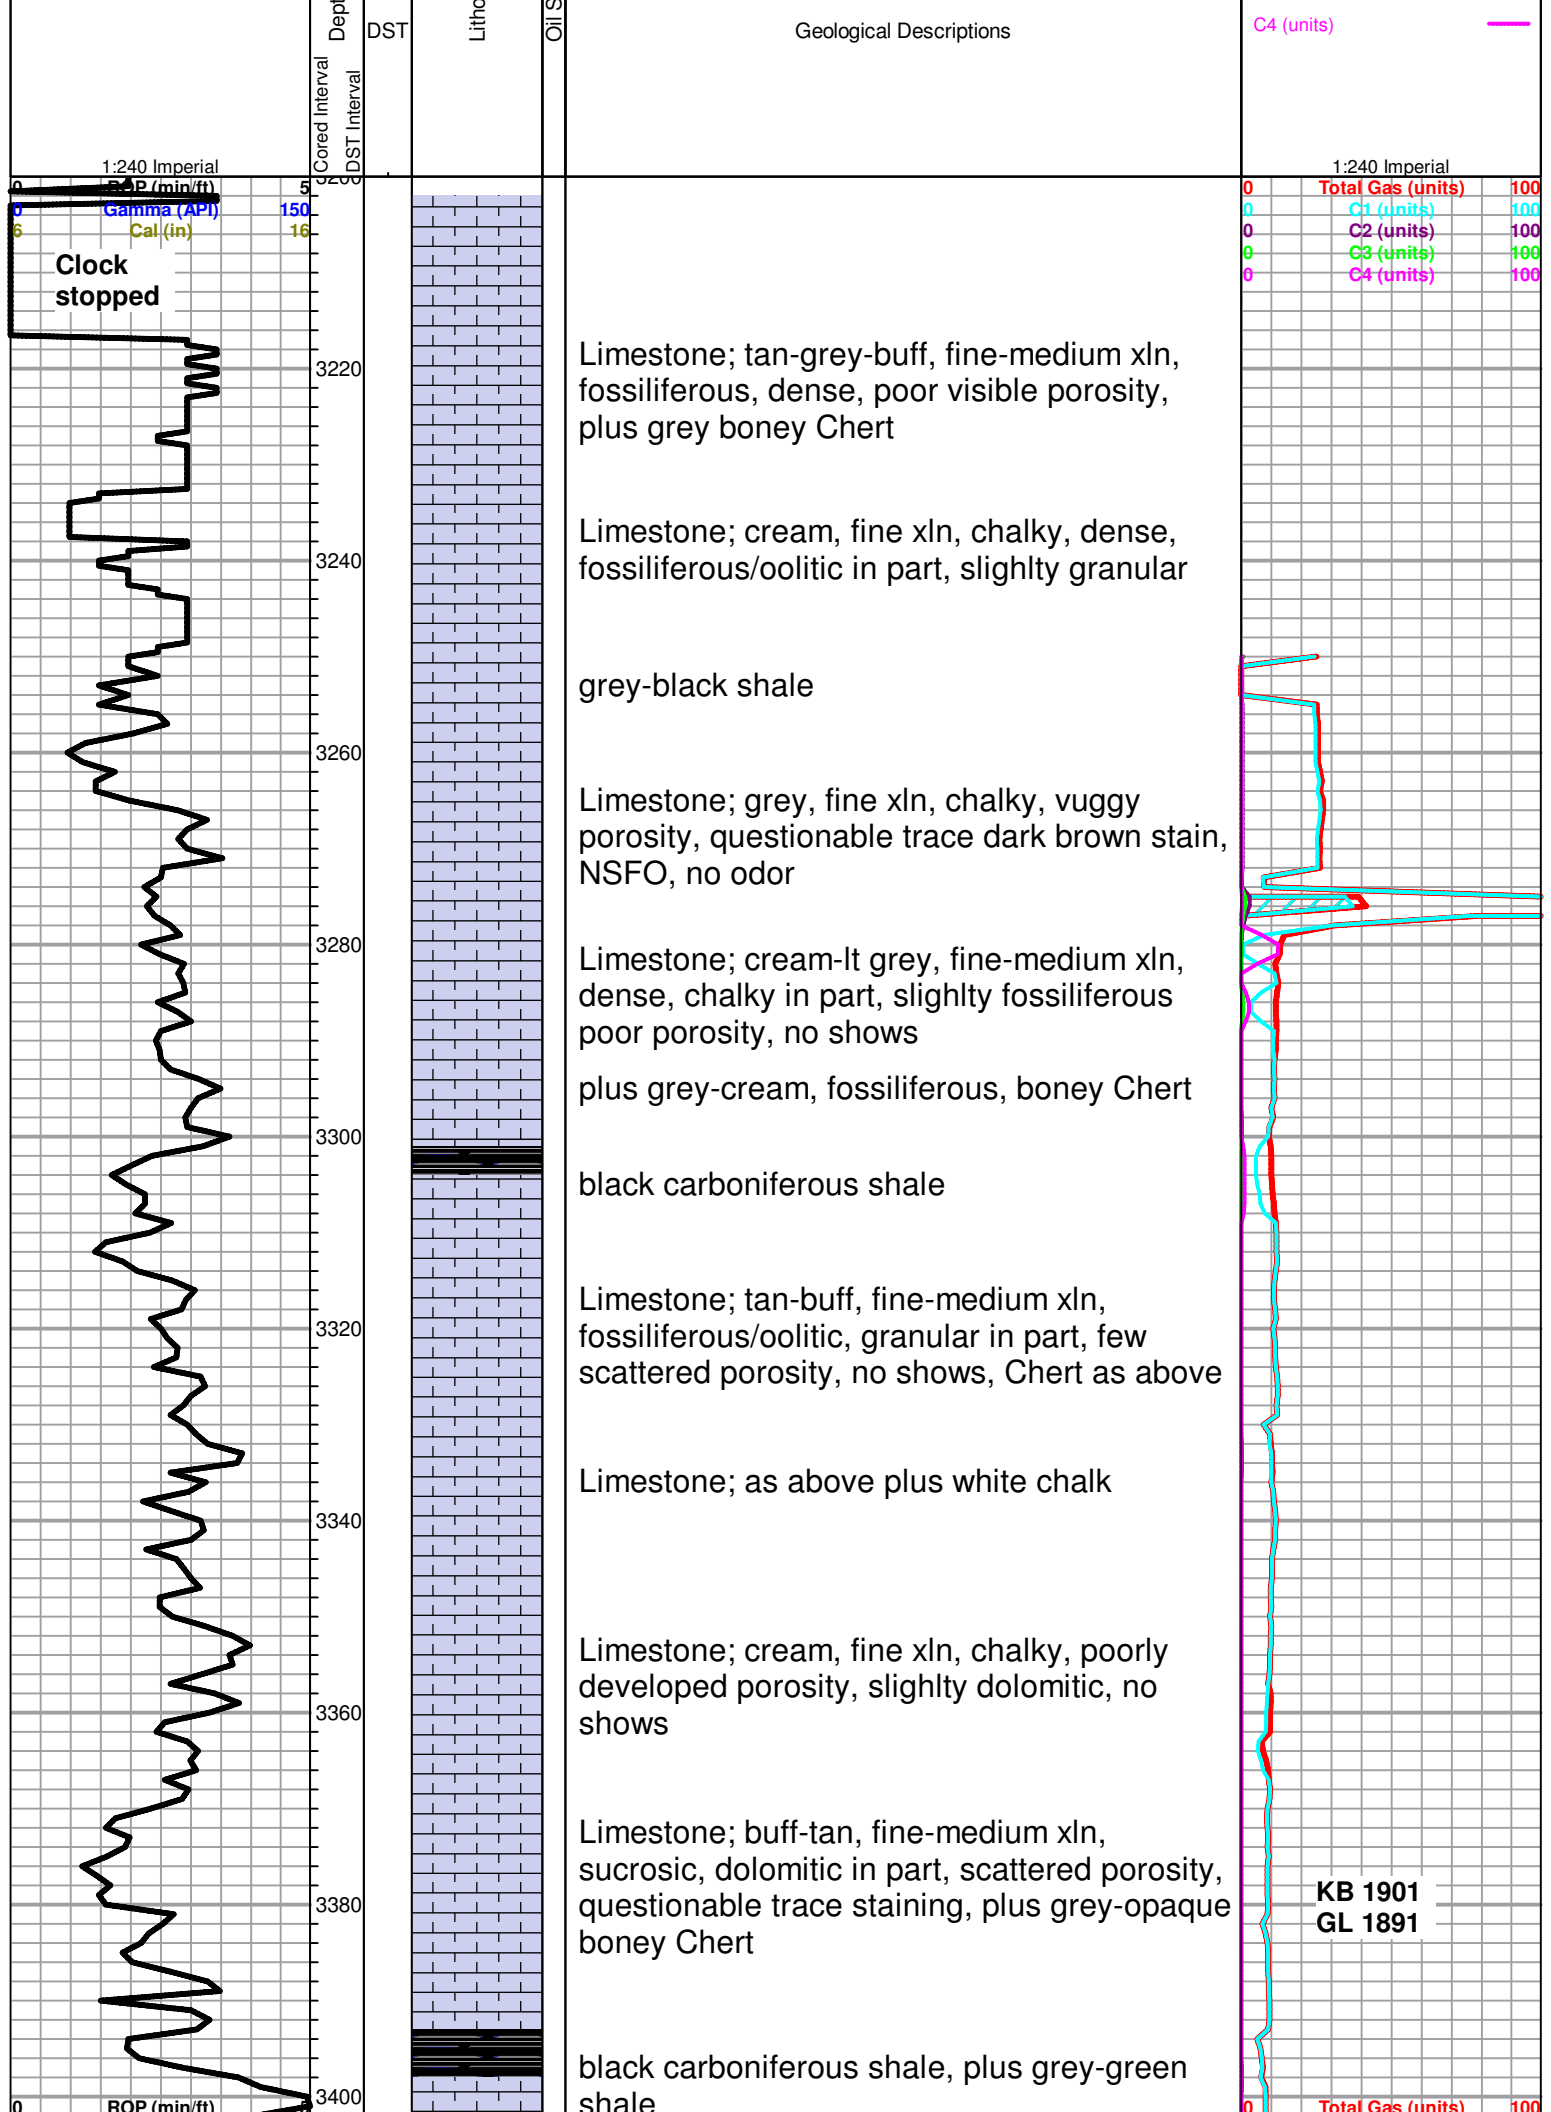 Cored Interval
Dept
DST Interval
DST
Geological Descriptions
C4 (units)
1:240 Imperial
1:240 Imperial
0 ROP (min/ft) 5
0 Gamma (API) 150
6 Cal (in) 16
0 Total Gas (units) 100
0 C1 (units) 100
0 C2 (units) 100
0 C3 (units) 100
0 C4 (units) 100
Clock
stopped
3220
Limestone; tan-grey-buff, fine-medium xln,
fossiliferous, dense, poor visible porosity,
plus grey boney Chert
Limestone; cream, fine xln, chalky, dense,
fossiliferous/oolitic in part, slighlty granular
3240
grey-black shale
3260
Limestone; grey, fine xln, chalky, vuggy
porosity, questionable trace dark brown stain,
NSFO, no odor
3280
Limestone; cream-lt grey, fine-medium xln,
dense, chalky in part, slighlty fossiliferous
poor porosity, no shows
plus grey-cream, fossiliferous, boney Chert
3300
black carboniferous shale
3320
Limestone; tan-buff, fine-medium xln,
fossiliferous/oolitic, granular in part, few
scattered porosity, no shows, Chert as above
Limestone; as above plus white chalk
3340
Limestone; cream, fine xln, chalky, poorly
developed porosity, slighlty dolomitic, no
shows
3360
Limestone; buff-tan, fine-medium xln,
sucrosic, dolomitic in part, scattered porosity,
questionable trace staining, plus grey-opaque
boney Chert
3380
KB 1901
GL 1891
black carboniferous shale, plus grey-green
shale
3400
0 ROP (min/ft)
0 Total Gas (units) 100